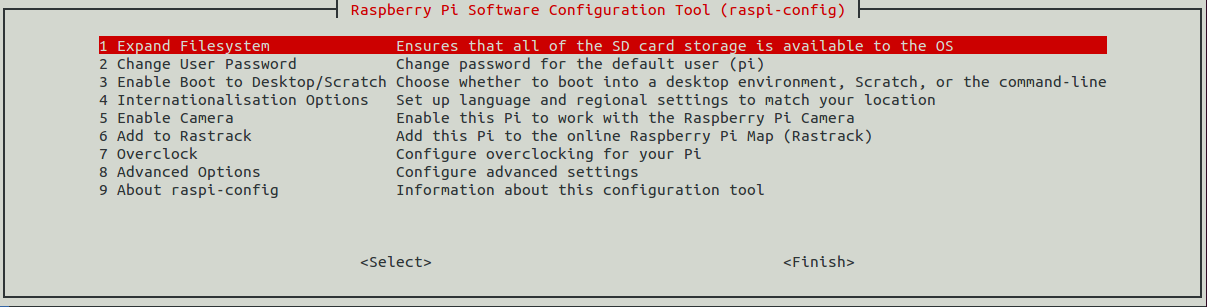 Raspberry Pi Software Configuration Tool (raspi-config)
1 Expand Filesystem Ensures that all of the SD card storage is available to the OS
2 Change User Password Change password for the default user (pi)
3 Enable Boot to Desktop/Scratch Choose whether to boot into a desktop environment, Scratch, or the command-line
4 Internationalisation Options Set up language and regional settings to match your location
5 Enable Camera Enable this Pi to work with the Raspberry Pi Camera
6 Add to Rastrack Add this Pi to the online Raspberry Pi Map (Rastrack)
7 Overclock Configure overclocking for your Pi
8 Advanced Options Configure advanced settings
9 About raspi-config Information about this configuration tool
<Select> <Finish>